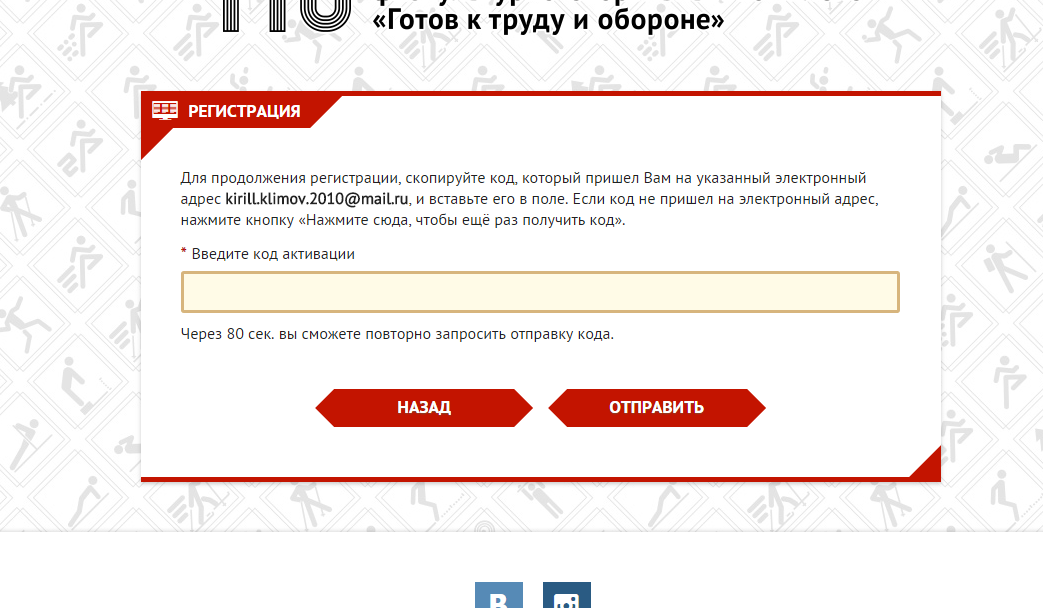 «Готов к труду и обороне»
РЕГИСТРАЦИЯ
Для продолжения регистрации, скопируйте код, который пришел Вам на указанный электронный
адрес kirill.klimov.2010@mail.ru, и вставьте его в поле. Если код не пришел на электронный адрес,
нажмите кнопку «Нажмите сюда, чтобы ещё раз получить код».
* Введите код активации
Через 80 сек. вы сможете повторно запросить отправку кода.
НАЗАД
ОТПРАВИТЬ